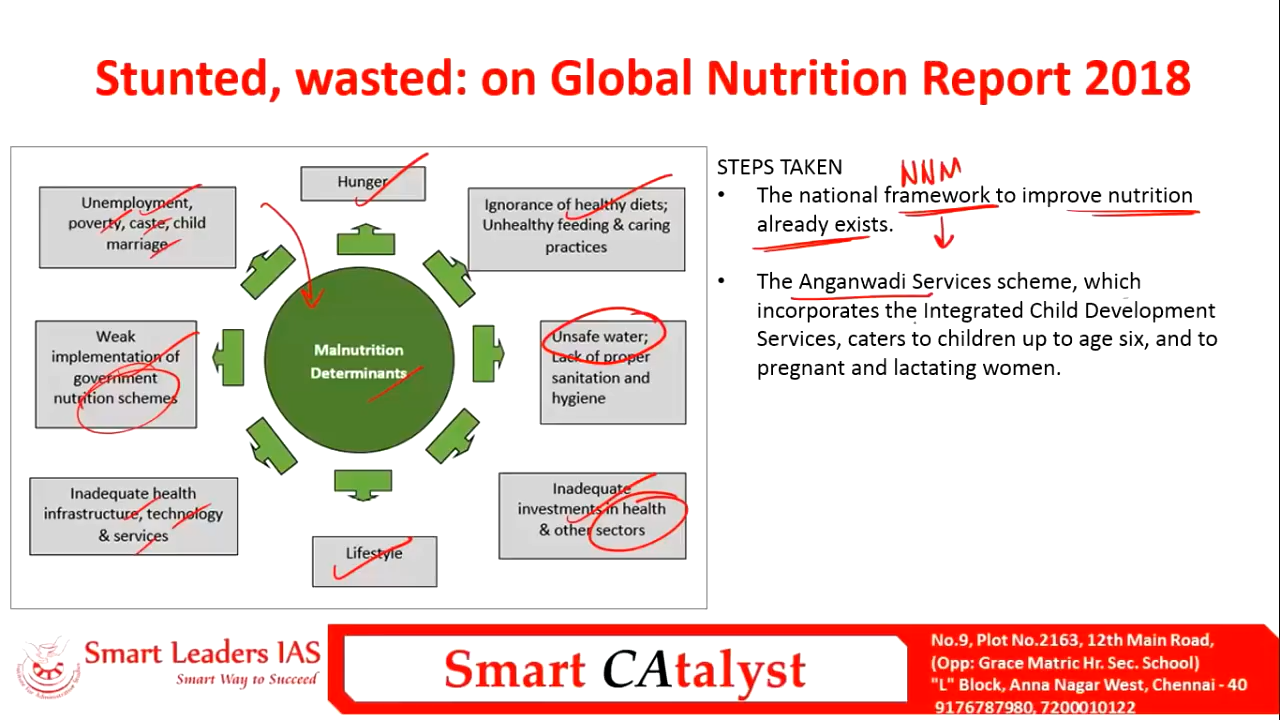 Stunted, wasted: on Global Nutrition Report 2018
Hunger
Unemployment,
poverty, caste, child
marriage
Ignorance of healthy diets;
Unhealthy feeding & caring
practices
Weak
implementation of
government
nutrition schemes
Malnutrition
Determinants
Unsafe water;
Lack of proper
sanitation and
hygiene
Inadequate health
infrastructure, technology
& services
Lifestyle
Inadequate
investments in health
& other sectors
STEPS TAKEN
NNM
• The national framework to improve nutrition
already exists.
• The Anganwadi Services scheme, which
incorporates the Integrated Child Development
Services, caters to children up to age six, and to
pregnant and lactating women.
Smart Leaders IAS
Smart Way to Succeed
Smart CAtalyst
No.9, Plot No.2163, 12th Main Road,
(Opp: Grace Matric Hr. Sec. School)
"L" Block, Anna Nagar West, Chennai - 40
9176787980, 7200010122